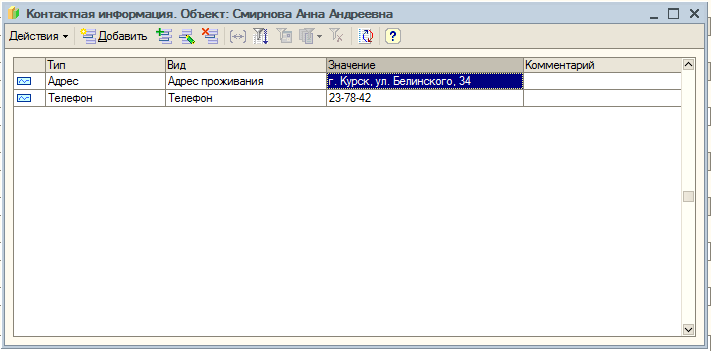 Контактная информация. Объект: Смирнова Анна Андреевна
Действия Добавить ?
Тип Вид Значение Комментарий
Адрес Адрес проживания г. Курск, ул. Белинского, 34
Телефон Телефон 23-78-42